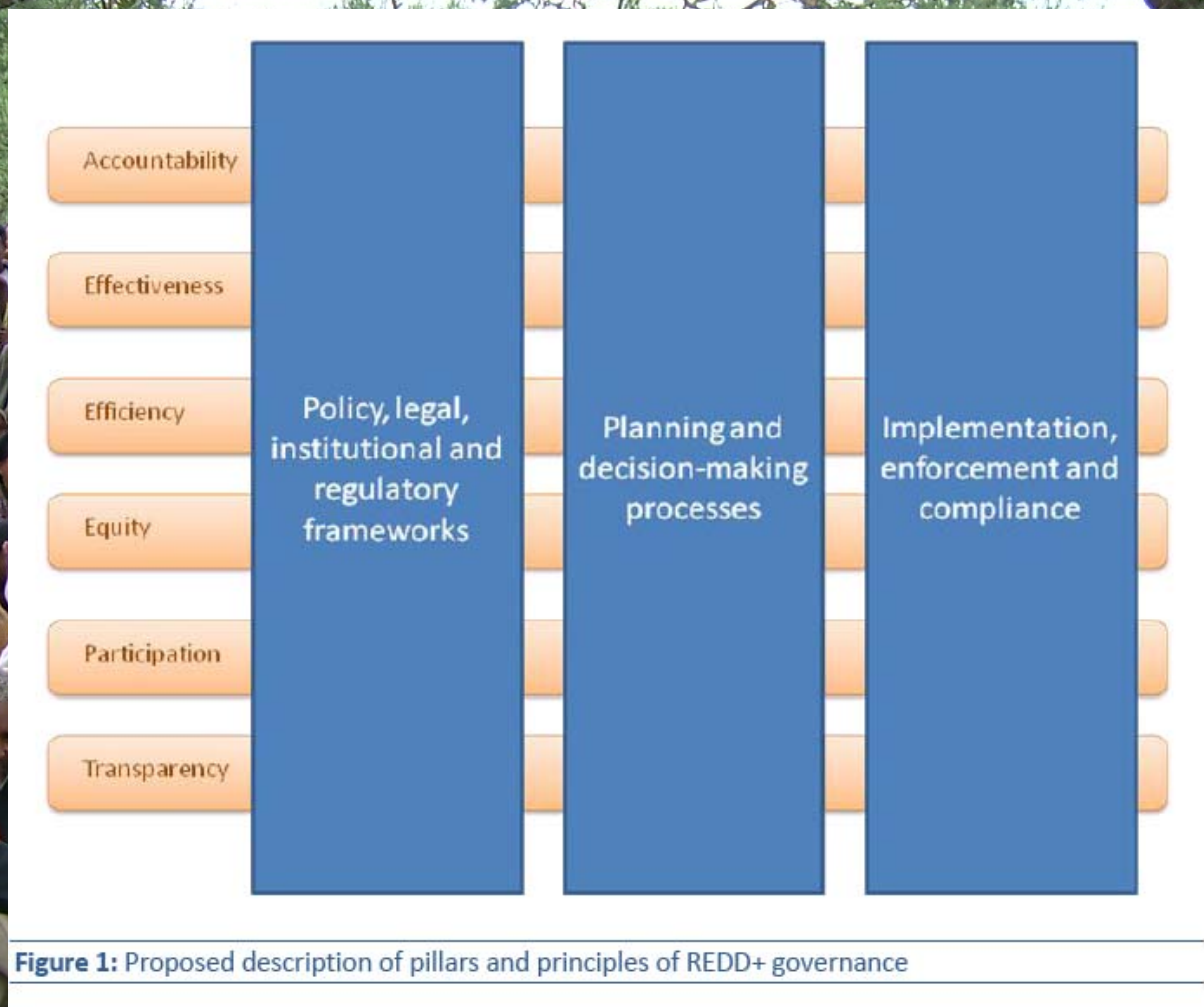 Accountability
Effectiveness
Efficiency
Equity
Participation
Transparency
Policy, legal,
institutional and
regulatory
frameworks
Planning and
decision-making
processes
Implementation,
enforcement and
compliance
Figure 1: Proposed description of pillars and principles of REDD+ governance